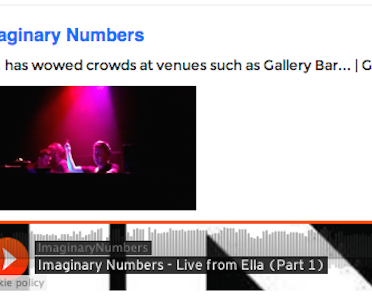 aginary Numbers
has wowed crowds at venues such as Gallery Bar... | G
ImaginaryNumbers
Imaginary Numbers - Live from Ella (Part 1)
kie policy